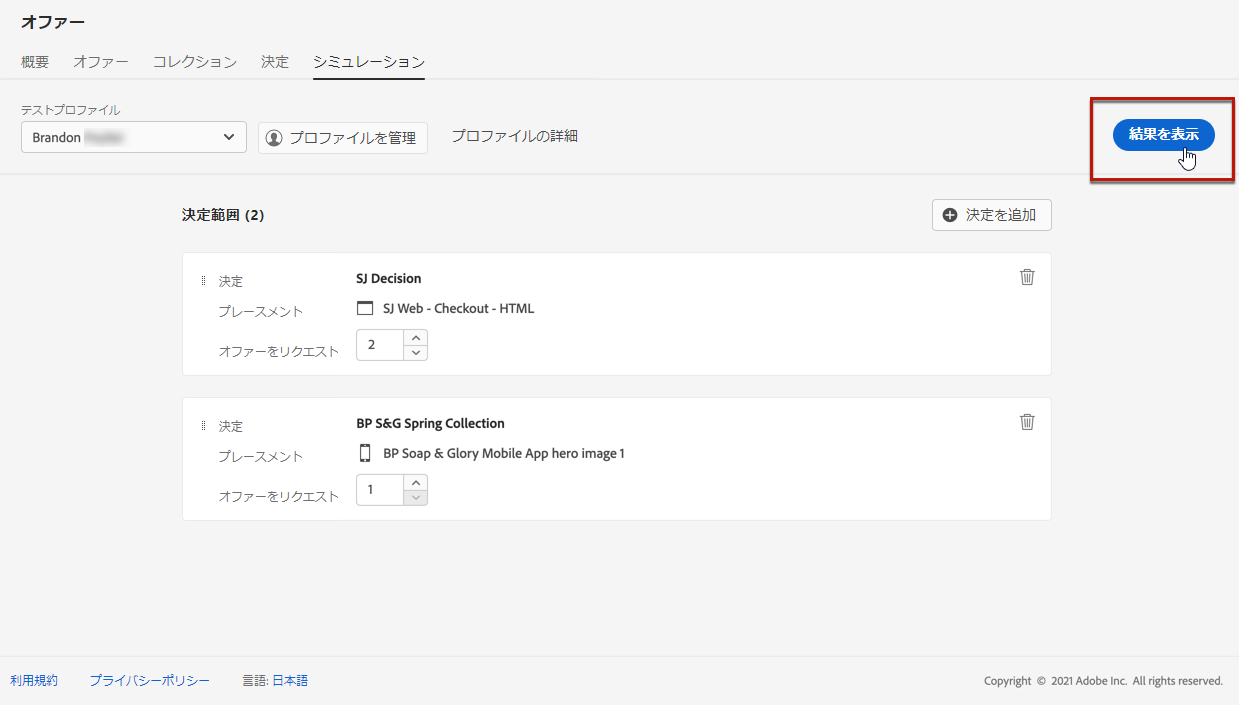 オファー
概要 オファー コレクション 決定 シミュレーション
テストプロファイル
Brandon
プロファイルを管理
プロファイルの詳細
結果を表示
決定範囲 (2)
決定を追加
決定 SJ Decision
プレースメント SJ Web - Checkout - HTML
オファーをリクエスト 2
決定 BP S&G Spring Collection
プレースメント BP Soap & Glory Mobile App hero image 1
オファーをリクエスト 1
利用規約 プライバシーポリシー 言語: 日本語 Copyright © 2021 Adobe Inc. All rights reserved.